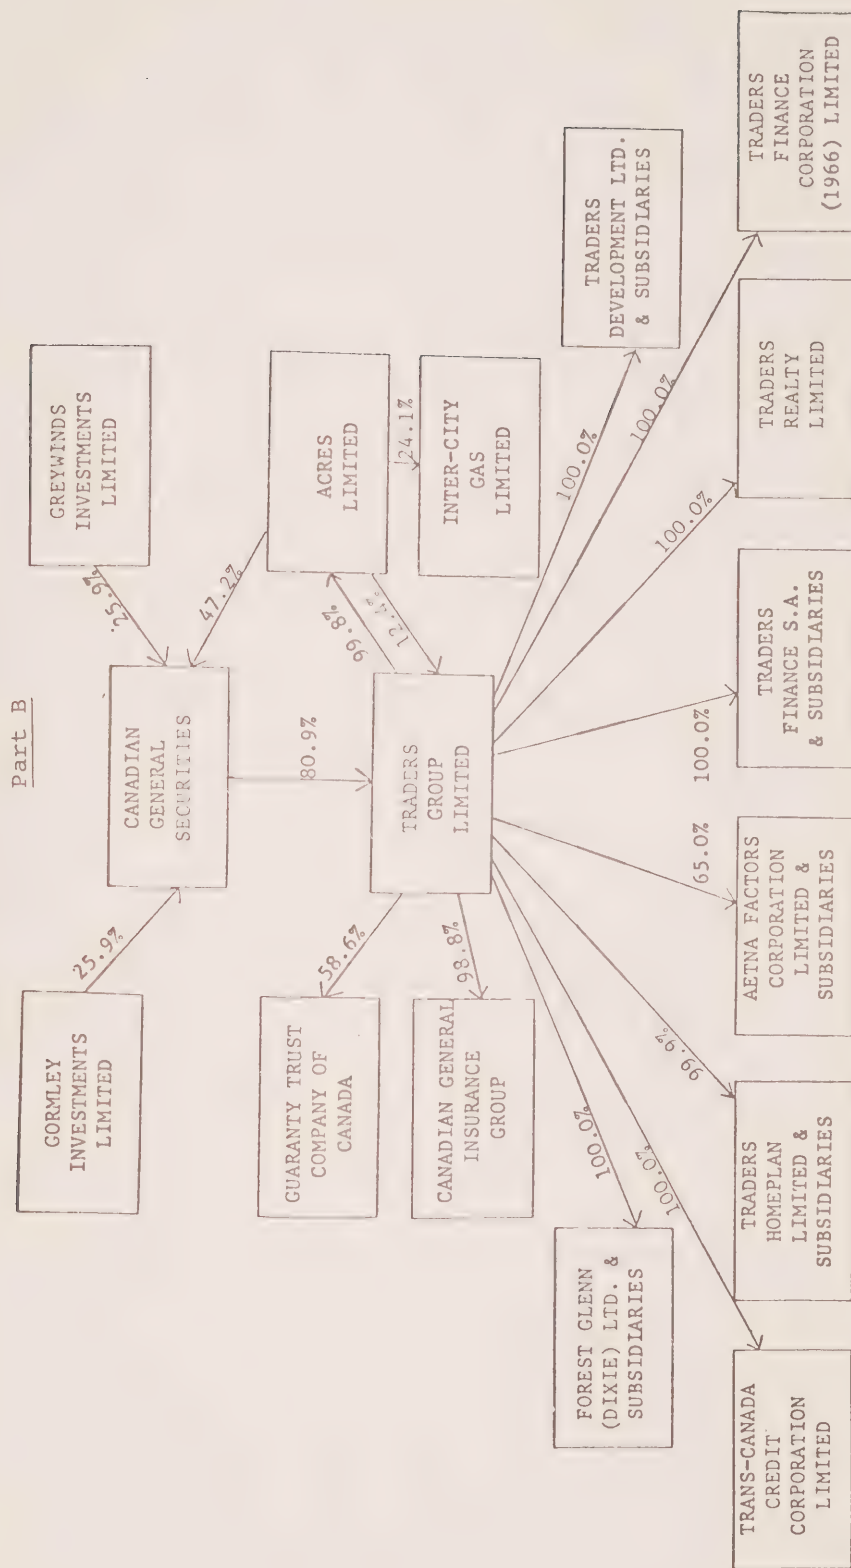 Part B
GORMLEY
INVESTMENTS
LIMITED
25.9%
CANADIAN
GENERAL
SECURITIES
25.9%
GREYWINDS
INVESTMENTS
LIMITED
47.2%
80.9%
GUARANTY TRUST
COMPANY OF
CANADA
58.6%
TRADERS
GROUP
LIMITED
99.8%
12.4%
ACRES
LIMITED
24.1%
CANADIAN GENERAL
INSURANCE
GROUP
98.8%
INTER-CITY
GAS
LIMITED
FOREST GLENN
(DIXIE) LTD. &
SUBSIDIARIES
100.0%
100.0%
TRADERS
DEVELOPMENT LTD.
& SUBSIDIARIES
100.0%
99.9%
65.0%
100.0%
100.0%
100.0%
TRANS-CANADA
CREDIT
CORPORATION
LIMITED
TRADERS
HOMEPLAN
LIMITED &
SUBSIDIARIES
AETNA FACTORS
CORPORATION
LIMITED &
SUBSIDIARIES
TRADERS
FINANCE S.A.
& SUBSIDIARIES
TRADERS
REALTY
LIMITED
TRADERS
FINANCE
CORPORATION
(1966) LIMITED